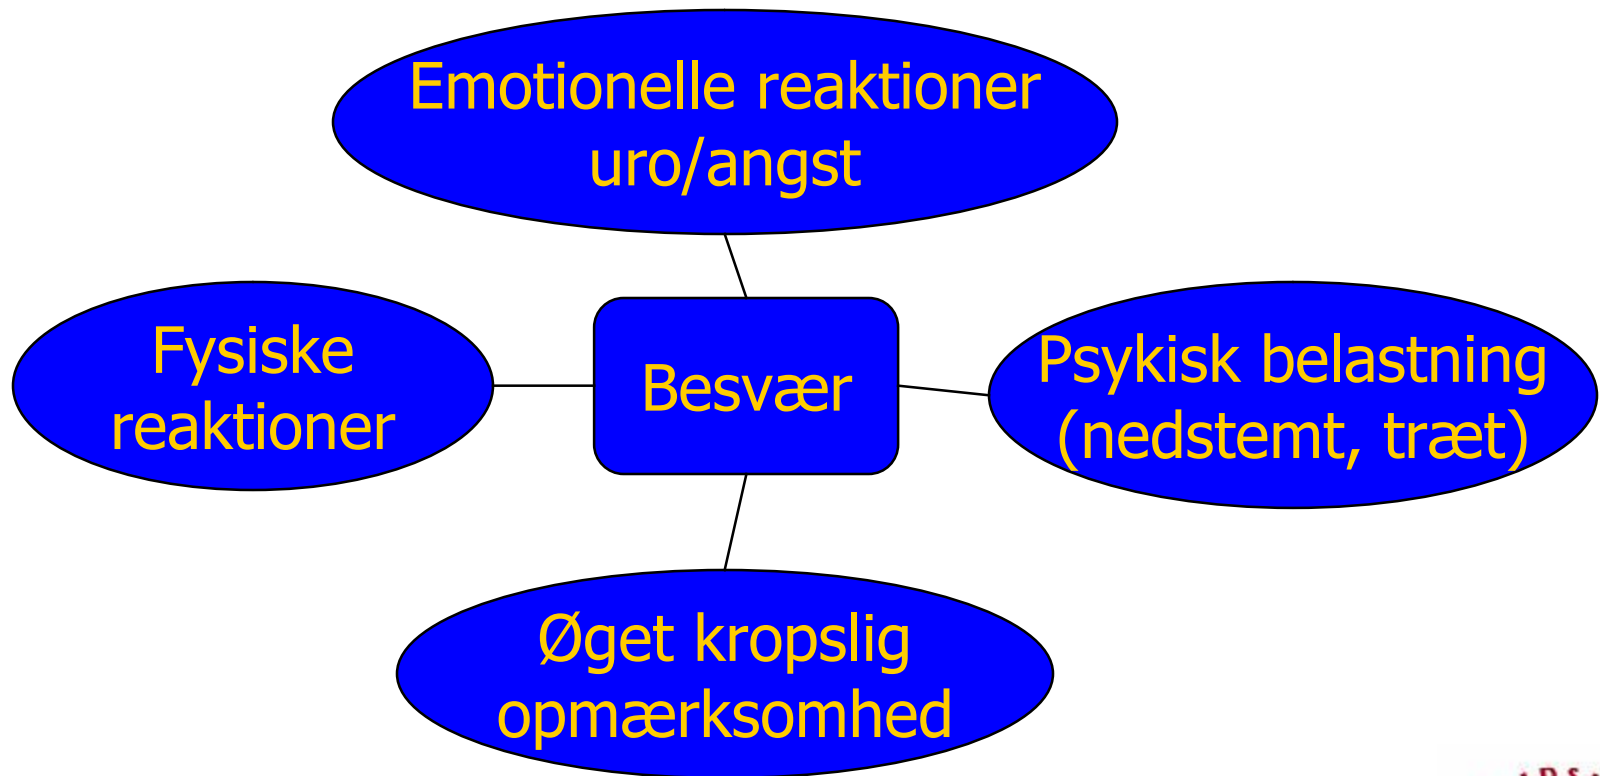 Emotionelle reaktioner
uro/angst
Fysiske
reaktioner
Besvær
Psykisk belastning
(nedstemt, træt)
Øget kropslig
opmærksomhed